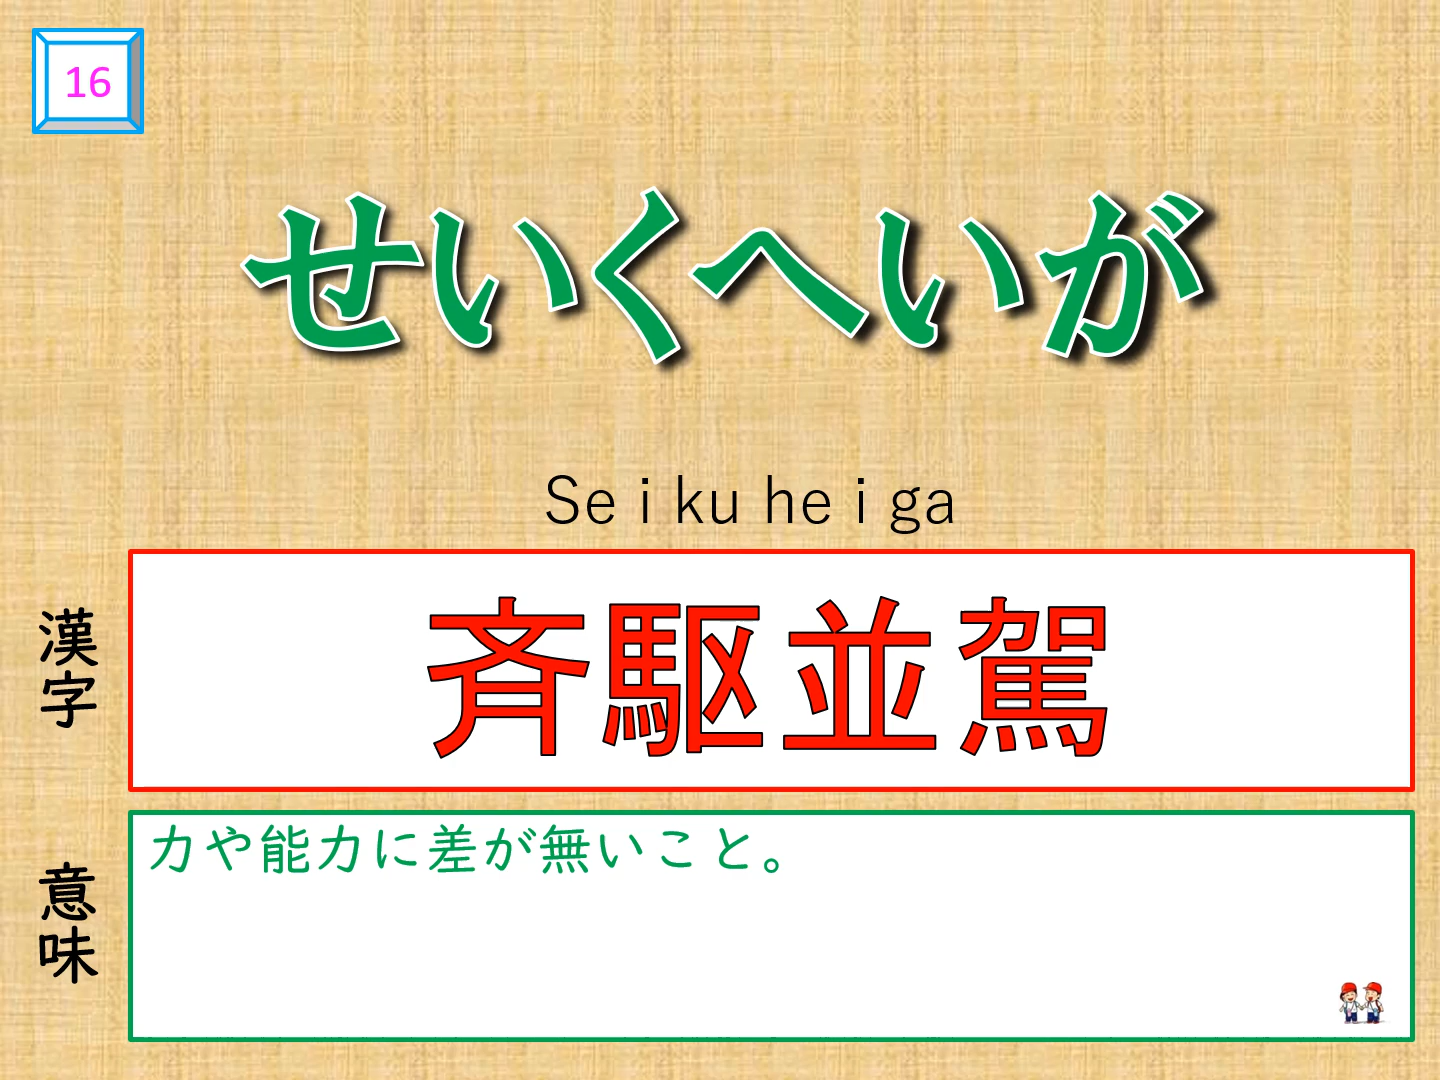 16
せいくへいが
Se i ku he i ga
漢字
斉駆並駕
意味
力や能力に差が無いこと。